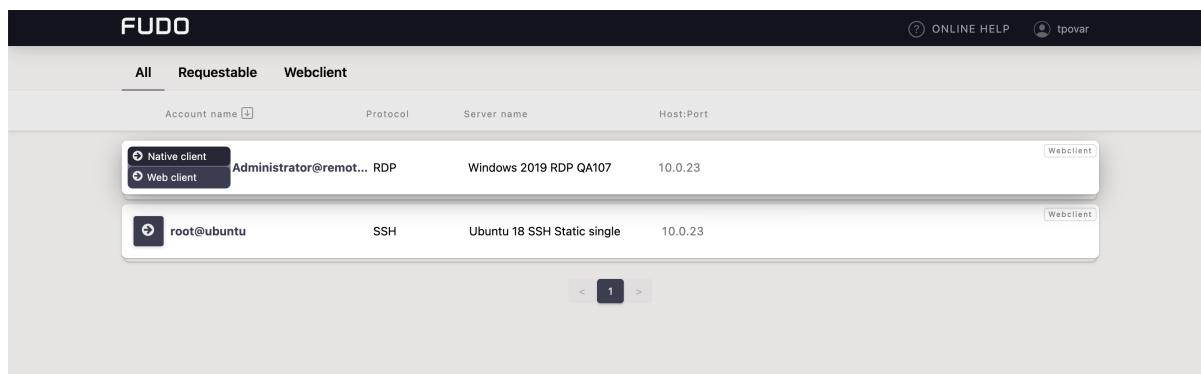 FUDO
? ONLINE HELP tpovar
All Requestable Webclient
Account name Protocol Server name Host:Port
Native client
Web client
Administrator@remot... RDP Windows 2019 RDP QA107 10.0.23
Webclient
root@ubuntu SSH Ubuntu 18 SSH Static single 10.0.23
Webclient
< 1 >